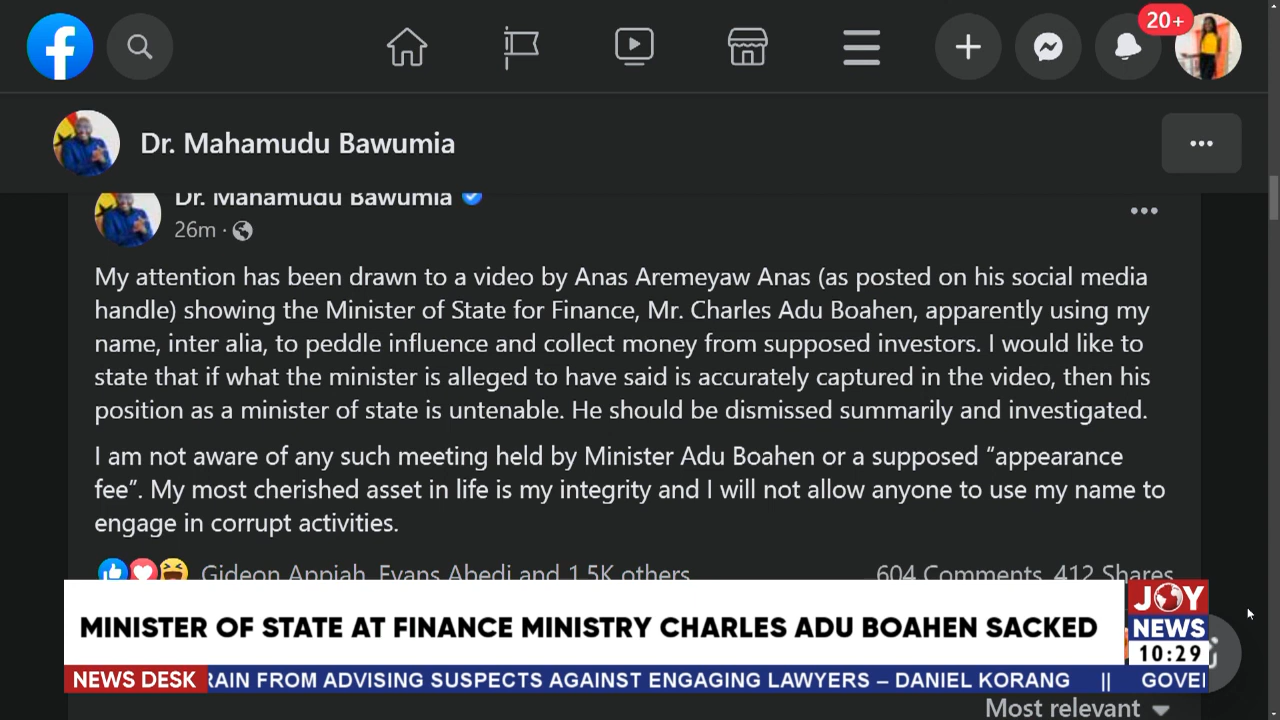 20+
Dr. Mahamudu Bawumia
Dr. Mahamudu Bawumia
26m ·
My attention has been drawn to a video by Anas Aremeyaw Anas (as posted on his social media
handle) showing the Minister of State for Finance, Mr. Charles Adu Boahen, apparently using my
name, inter alia, to peddle influence and collect money from supposed investors. I would like to
state that if what the minister is alleged to have said is accurately captured in the video, then his
position as a minister of state is untenable. He should be dismissed summarily and investigated.
I am not aware of any such meeting held by Minister Adu Boahen or a supposed “appearance
fee”. My most cherished asset in life is my integrity and I will not allow anyone to use my name to
engage in corrupt activities.
Gideon Appiah, Evans Abedi and 1.5K others 604 Comments 412 Shares
MINISTER OF STATE AT FINANCE MINISTRY CHARLES ADU BOAHEN SACKED
JOY
NEWS
10:29
NEWS DESK RAIN FROM ADVISING SUSPECTS AGAINST ENGAGING LAWYERS – DANIEL KORANG || GOVE
Most relevant